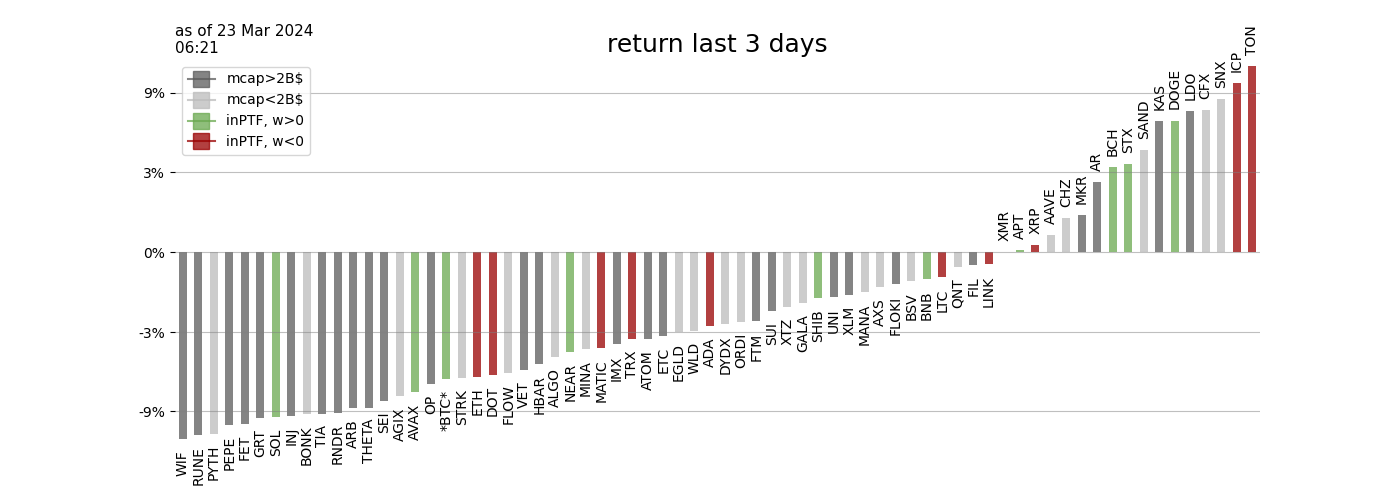 as of 23 Mar 2024
06:21
return last 3 days
mcap>2B$
mcap<2B$
inPTF, w>0
inPTF, w<0
9%
3%
0%
-3%
-9%
WIF
RUNE
PYTH
PEPE
FET
GRT
SOL
INJ
BONK
TIA
RNDR
ARB
THETA
SEI
AGIX
AVAX
OP
*BTC*
STRK
ETH
DOT
FLOW
VET
HBAR
ALGO
NEAR
MINA
MATIC
IMX
TRX
ATOM
ETC
EGLD
WLD
ADA
DYDX
ORDI
FTM
SUI
XTZ
GALA
SHIB
UNI
XLM
MANA
AXS
FLOKI
BSV
BNB
LTC
QNT
FIL
LINK
XMR
APT
XRP
AAVE
CHZ
MKR
AR
BCH
STX
SAND
KAS
DOGE
LDO
CFX
SNX
ICP
TON